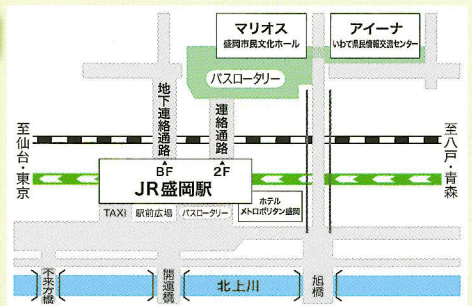 マリオス
盛岡市民文化ホール
アイーナ
いわて県民情報交流センター
バスロータリー
地下連絡通路
連絡通路
至仙台・東京
至八戸・青森
BF
2F
JR盛岡駅
ホテル
メトロポリタン盛岡
TAXI
駅前広場
バスロータリー
不来方橋
開運橋
北上川
旭橋